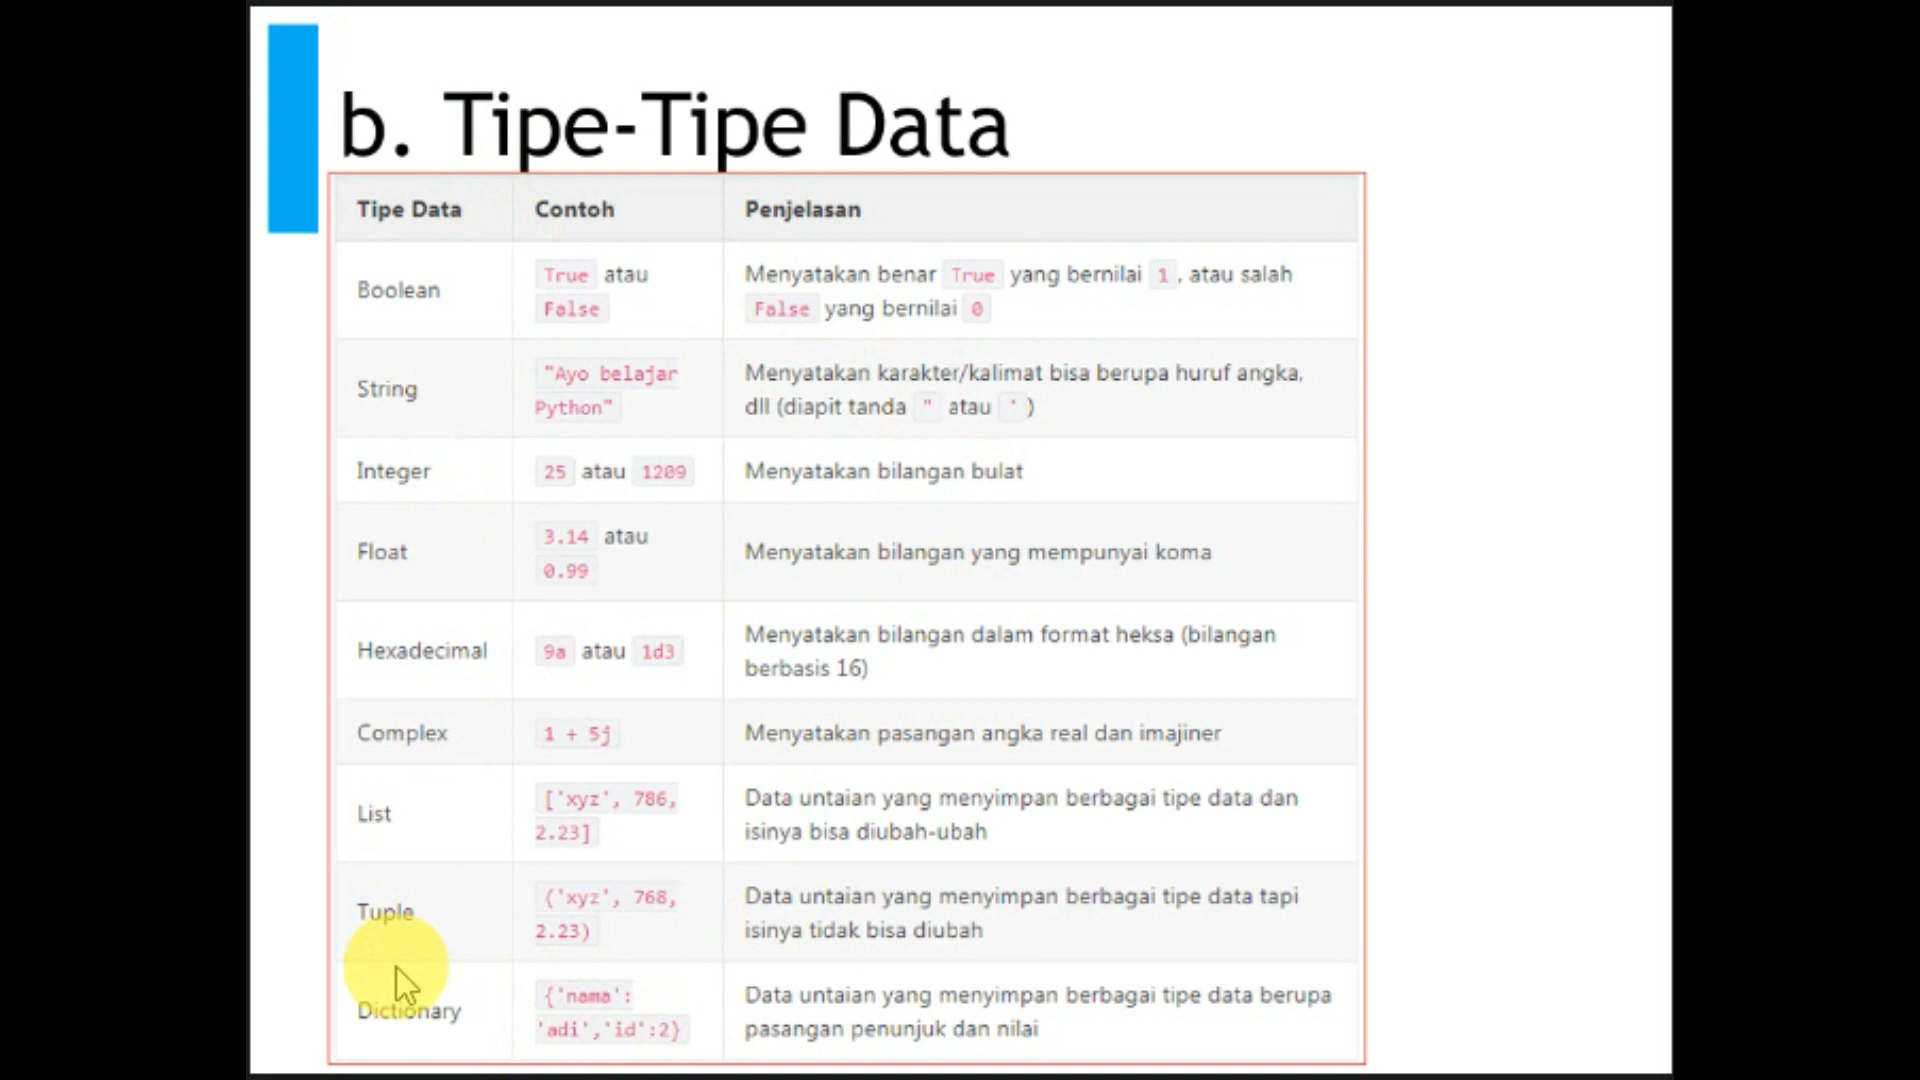 b. Tipe-Tipe Data
Tipe Data Contoh Penjelasan
Boolean
True atau
False
Menyatakan benar True yang bernilai 1, atau salah
False yang bernilai 0
String
"Ayo belajar
Python"
Menyatakan karakter/kalimat bisa berupa huruf angka,
dll (diapit tanda " atau ' )
Integer
25 atau 1209
Menyatakan bilangan bulat
Float
3.14 atau
0.99
Menyatakan bilangan yang mempunyai koma
Hexadecimal
9a atau 1d3
Menyatakan bilangan dalam format heksa (bilangan
berbasis 16)
Complex
1 + 5j
Menyatakan pasangan angka real dan imajiner
List
['xyz', 786,
2.23]
Data untaian yang menyimpan berbagai tipe data dan
isinya bisa diubah-ubah
Tuple
('xyz', 768,
2.23)
Data untaian yang menyimpan berbagai tipe data tapi
isinya tidak bisa diubah
Dictionary
{'nama':
'adi','id':2}
Data untaian yang menyimpan berbagai tipe data berupa
pasangan penunjuk dan nilai